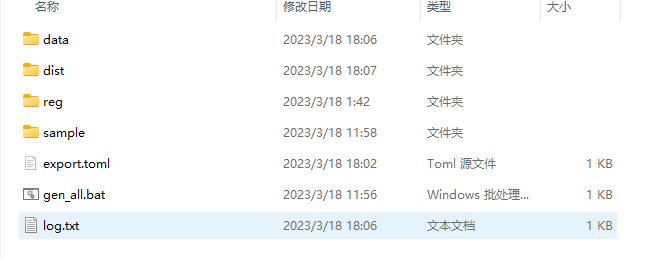 名称 修改日期 类型 大小
data 2023/3/18 18:06 文件夹
dist 2023/3/18 18:07 文件夹
reg 2023/3/18 1:42 文件夹
sample 2023/3/18 11:58 文件夹
export.toml 2023/3/18 18:02 Toml 源文件 1 KB
gen_all.bat 2023/3/18 11:56 Windows 批处理... 1 KB
log.txt 2023/3/18 18:06 文本文档 1 KB